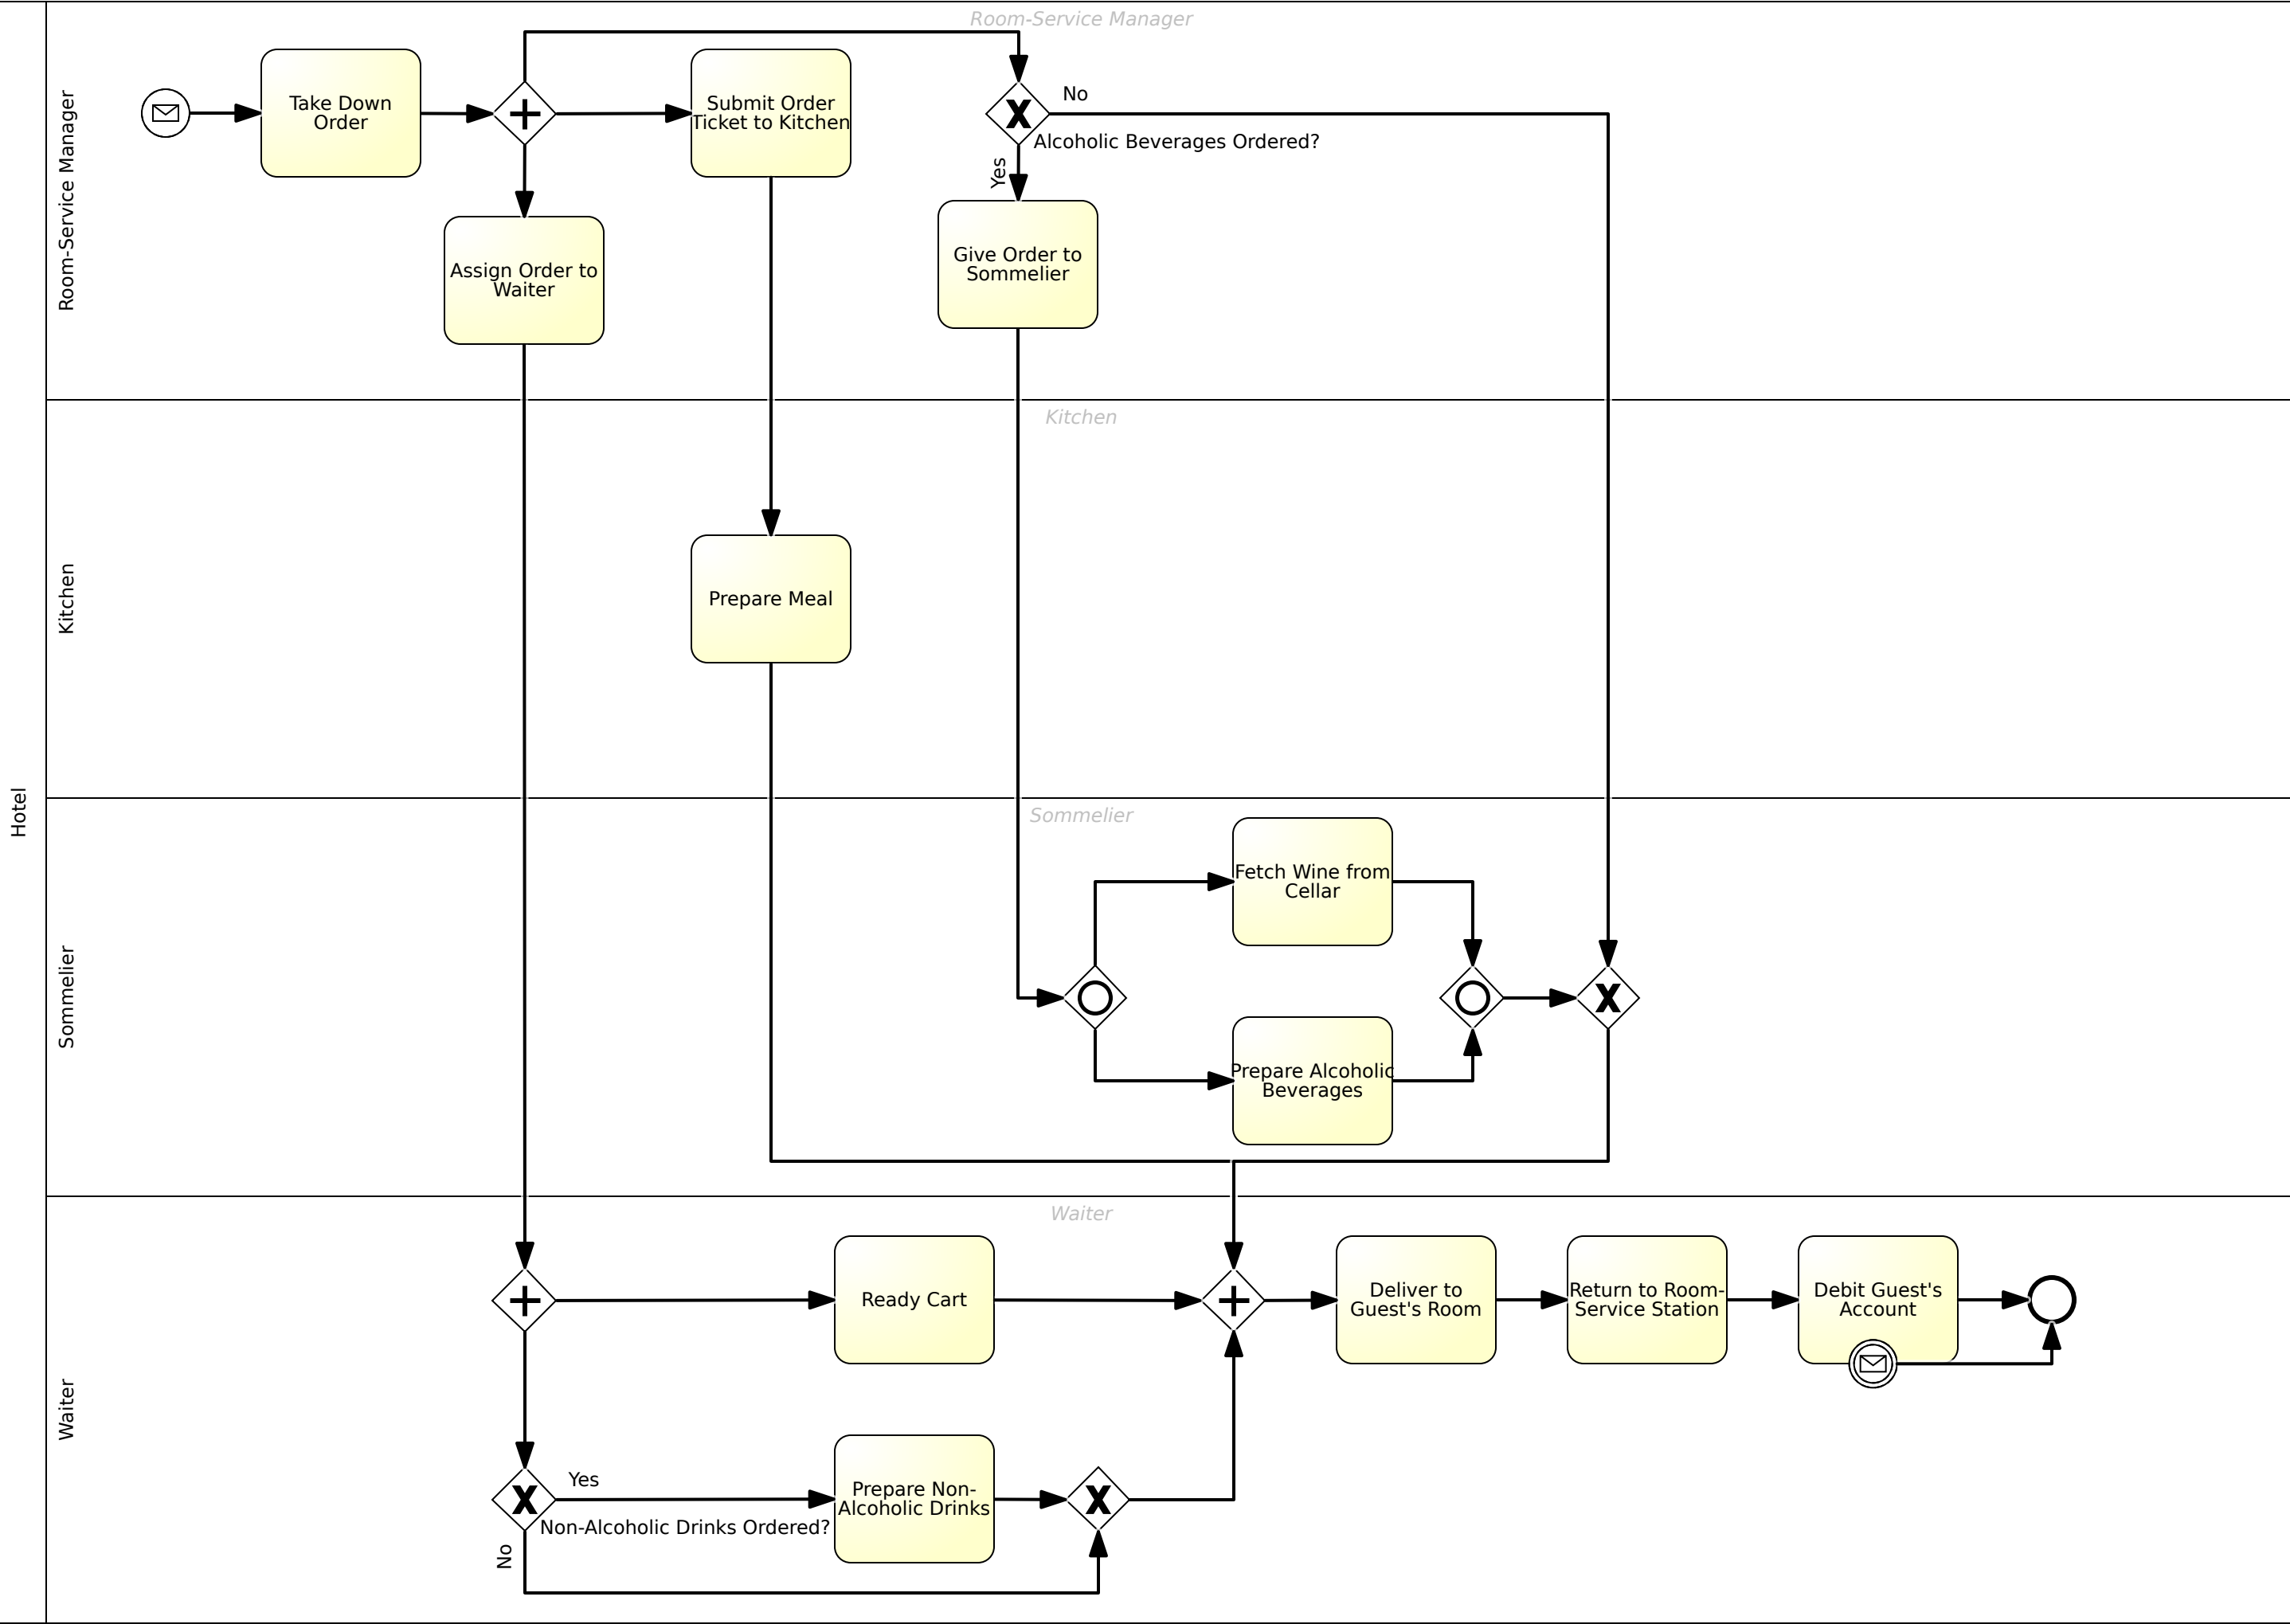 Hotel
Room-Service Manager
Room-Service Manager
Take Down
Order
Submit Order
Ticket to Kitchen
No
Alcoholic Beverages Ordered?
Yes
Assign Order to
Waiter
Give Order to
Sommelier
Kitchen
Kitchen
Prepare Meal
Sommelier
Sommelier
Fetch Wine from
Cellar
Prepare Alcoholic
Beverages
Waiter
Waiter
Ready Cart
Deliver to
Guest's Room
Return to Room-
Service Station
Debit Guest's
Account
Yes
Non-Alcoholic Drinks Ordered?
No
Prepare Non-
Alcoholic Drinks